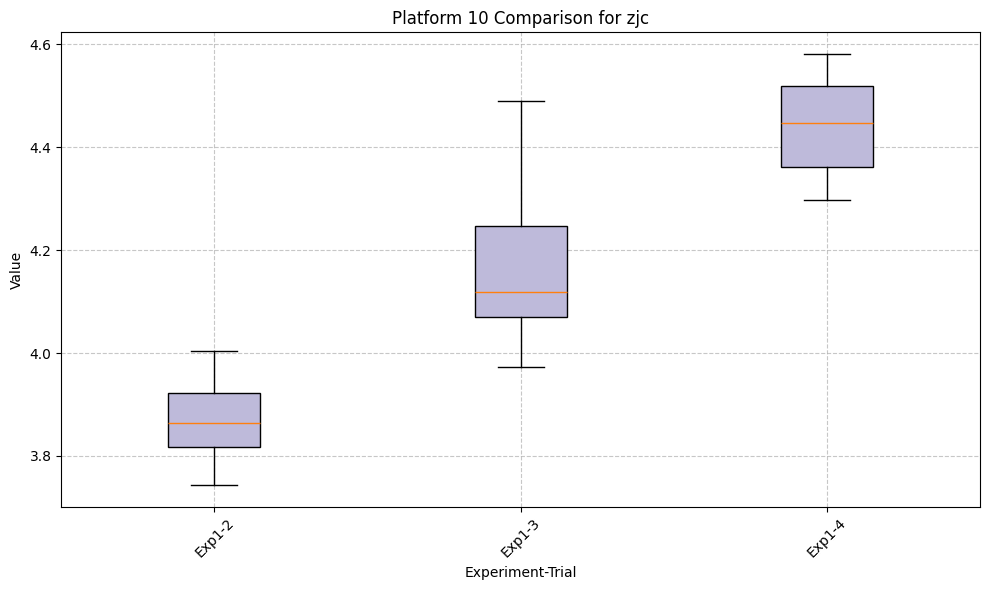 Platform 10 Comparison for zjc
Value
4.6
4.4
4.2
4.0
3.8
Exp1-2
Exp1-3
Exp1-4
Experiment-Trial